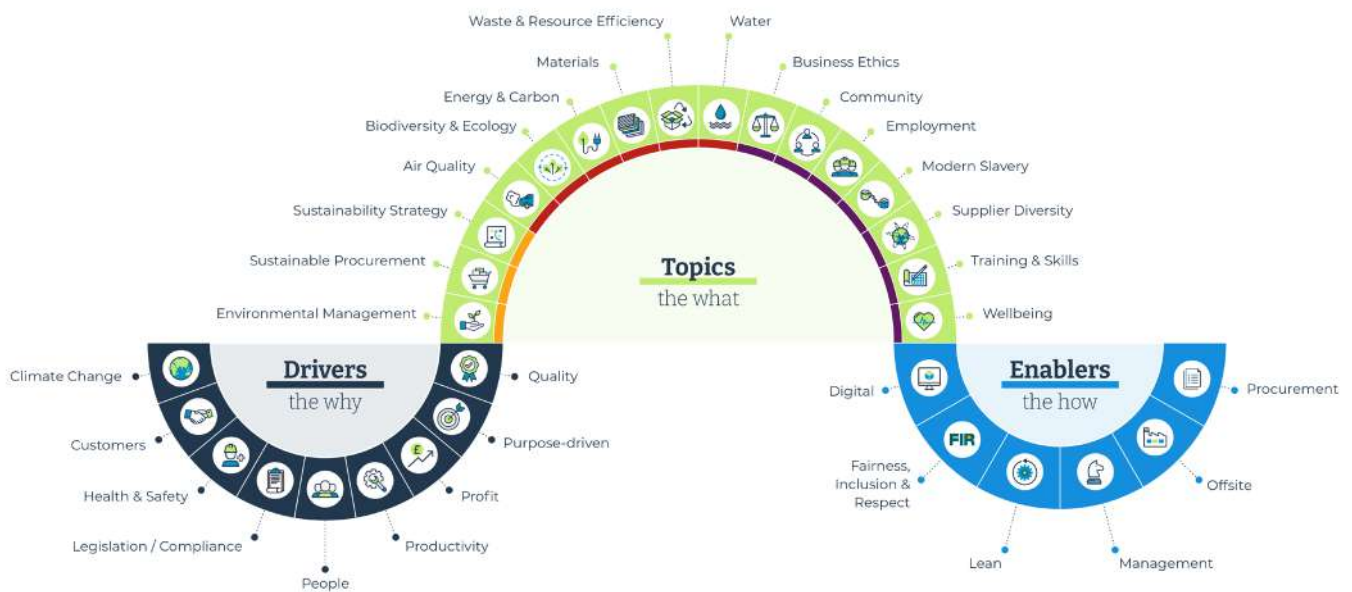 Waste & Resource Efficiency
Water
Materials
Business Ethics
Energy & Carbon
Community
Biodiversity & Ecology
Employment
Air Quality
Modern Slavery
Sustainability Strategy
Supplier Diversity
Sustainable Procurement
Training & Skills
Environmental Management
Wellbeing
Topics
the what
Drivers
the why
Climate Change
Customers
Health & Safety
Legislation / Compliance
People
Productivity
£
Profit
Purpose-driven
Quality
Enablers
the how
Digital
FIR
Fairness,
Inclusion &
Respect
Lean
Management
Offsite
Procurement